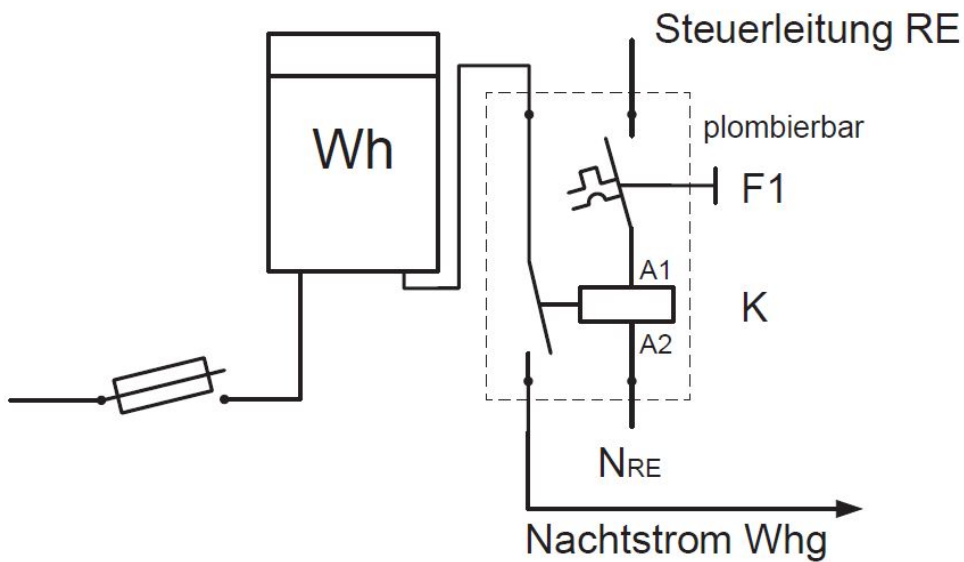 Steuerleitung RE
Wh
plombierbar
F1
A1
K
A2
NRE
Nachtstrom Whg